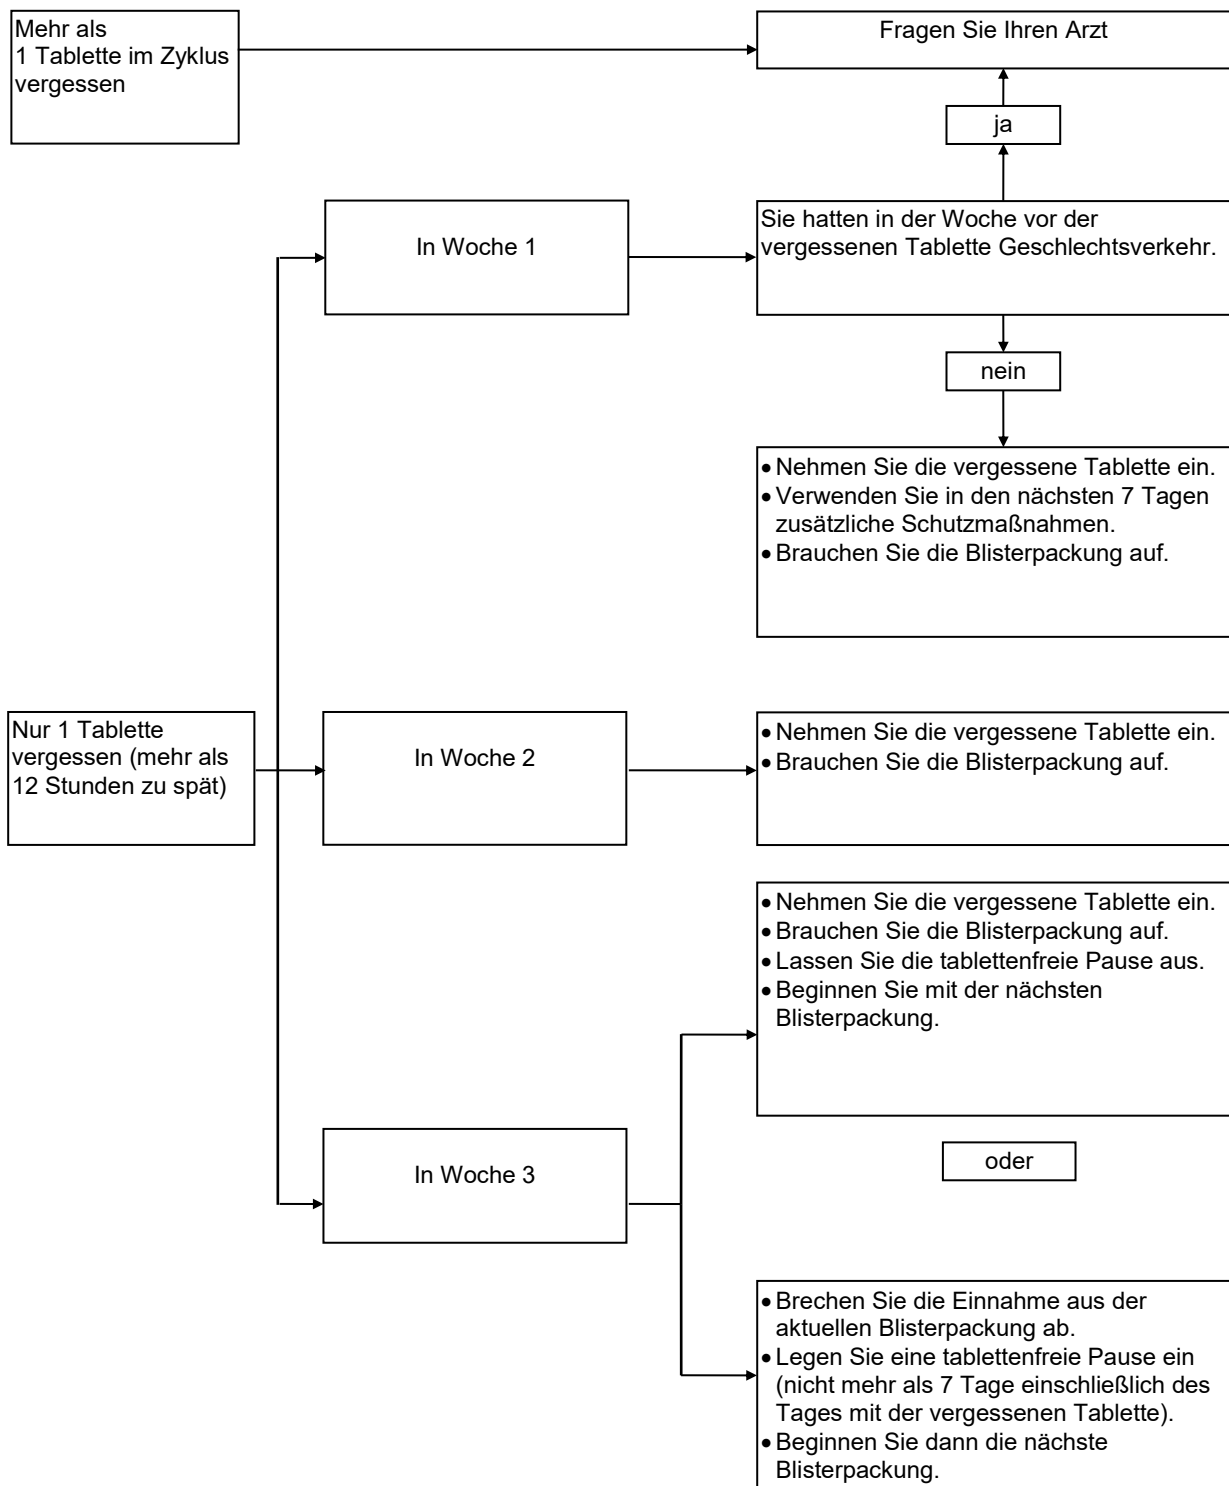 Mehr als
1 Tablette im Zyklus
vergessen
Fragen Sie Ihren Arzt
ja
In Woche 1
Sie hatten in der Woche vor der
vergessenen Tablette Geschlechtsverkehr.
nein
• Nehmen Sie die vergessene Tablette ein.
• Verwenden Sie in den nächsten 7 Tagen
zusätzliche Schutzmaßnahmen.
• Brauchen Sie die Blisterpackung auf.
Nur 1 Tablette
vergessen (mehr als
12 Stunden zu spät)
In Woche 2
• Nehmen Sie die vergessene Tablette ein.
• Brauchen Sie die Blisterpackung auf.
• Nehmen Sie die vergessene Tablette ein.
• Brauchen Sie die Blisterpackung auf.
• Lassen Sie die tablettenfreie Pause aus.
• Beginnen Sie mit der nächsten
Blisterpackung.
In Woche 3
oder
• Brechen Sie die Einnahme aus der
aktuellen Blisterpackung ab.
• Legen Sie eine tablettenfreie Pause ein
(nicht mehr als 7 Tage einschließlich des
Tages mit der vergessenen Tablette).
• Beginnen Sie dann die nächste
Blisterpackung.